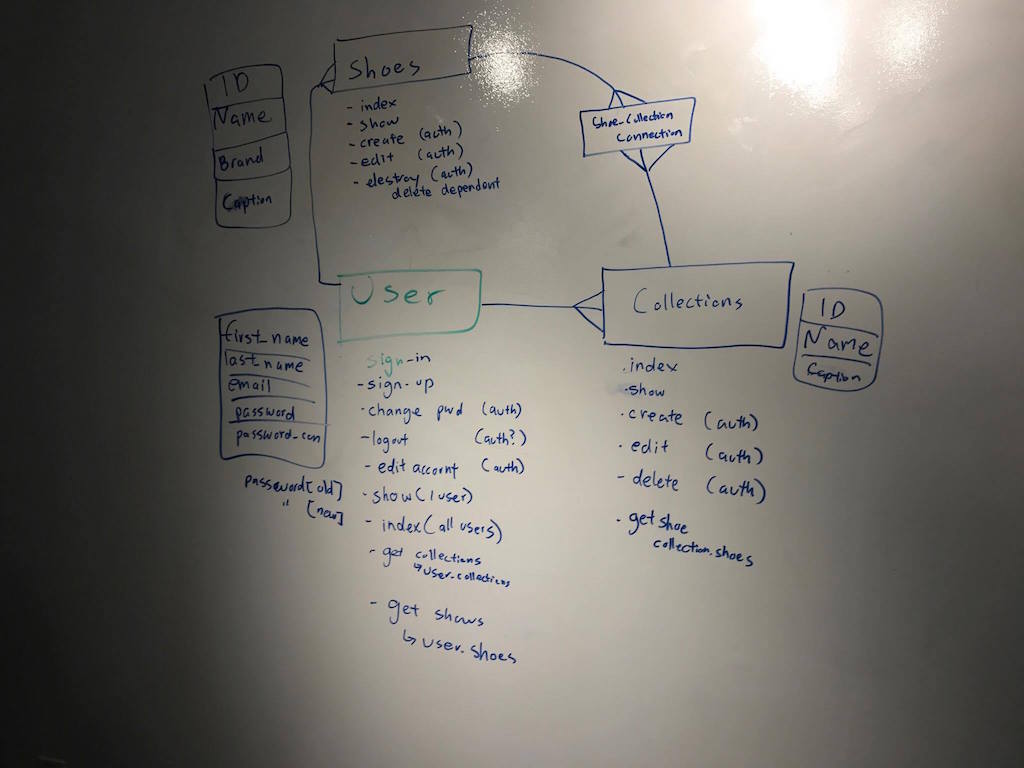 Shoes
- index
- show
- create (auth)
- edit (auth)
- elestroy (auth)
delete dependant
ID
Name
Brand
Caption
Shoe-Collection
Connection
User
sign-in
- sign-up
- change pwd (auth)
- logout (auth?)
- edit account (auth)
- show (1 user)
- index (all users)
- get collections
↳ user.collections
- get shows
↳ user.shoes
first_name
last_name
email
password
password_con
password [old]
" [new]
Collections
. index
. show
. create (auth)
. edit (auth)
- delete (auth)
. get shoe
collection.shoes
ID
Name
Caption